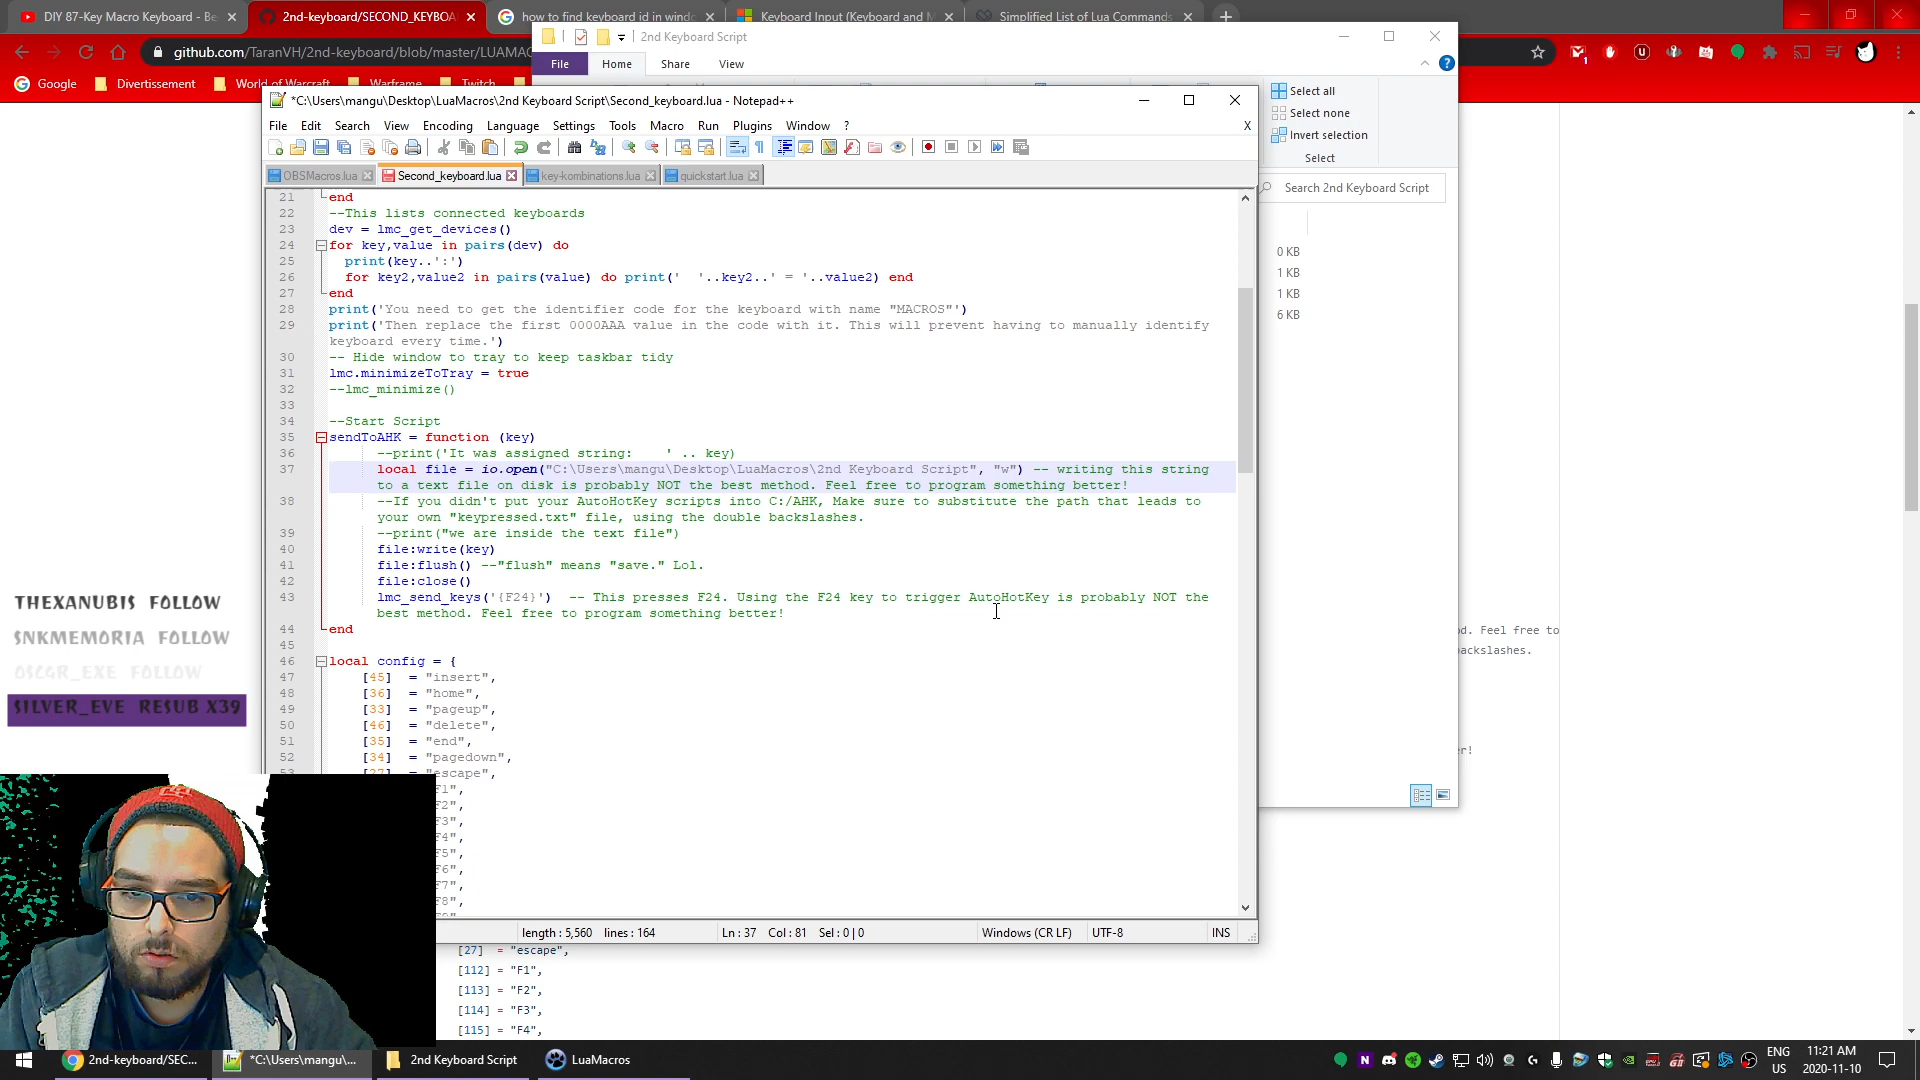 DIY 87-Key Macro Keyboard - Be
2nd-keyboard/SECOND_KEYBOA
how to find keyboard id in windo
Keyboard Input (Keyboard and M
Simplified List of Lua Commands
github.com/TaranVH/2nd-keyboard/blob/master/LUAMAC
Google
Divertissement
World of Warcraft
Warframe
Twitch
2nd Keyboard Script
File
Home
Share
View
Select all
Select none
Invert selection
Select
Search 2nd Keyboard Script
0 KB
1 KB
1 KB
6 KB
*C:\Users\mangu\Desktop\LuaMacros\2nd Keyboard Script\Second_keyboard.lua - Notepad++
File Edit Search View Encoding Language Settings Tools Macro Run Plugins Window ? X
OBSMacros.lua
Second_keyboard.lua
key-kombinations.lua
quickstart.lua
21 end
22 --This lists connected keyboards
23 dev = lmc_get_devices()
24 for key,value in pairs(dev) do
25 print(key..':')
26 for key2,value2 in pairs(value) do print('  '..key2..' = '..value2) end
27 end
28 print('You need to get the identifier code for the keyboard with name "MACROS"')
29 print('Then replace the first 0000AAA value in the code with it. This will prevent having to manually identify
keyboard every time.')
30 -- Hide window to tray to keep taskbar tidy
31 lmc.minimizeToTray = true
32 --lmc_minimize()
33
34 --Start Script
35 sendToAHK = function (key)
36 --print('It was assigned string:    ' .. key)
37 local file = io.open("C:\Users\mangu\Desktop\LuaMacros\2nd Keyboard Script", "w") -- writing this string
to a text file on disk is probably NOT the best method. Feel free to program something better!
38 --If you didn't put your AutoHotKey scripts into C:/AHK, Make sure to substitute the path that leads to
your own "keypressed.txt" file, using the double backslashes.
39 --print("we are inside the text file")
40 file:write(key)
41 file:flush() --"flush" means "save." Lol.
42 file:close()
43 lmc_send_keys('{F24}')  -- This presses F24. Using the F24 key to trigger AutoHotKey is probably NOT the
best method. Feel free to program something better!
44 end
45
46 local config = {
47 [45]  = "insert",
48 [36]  = "home",
49 [33]  = "pageup",
50 [46]  = "delete",
51 [35]  = "end",
52 [34]  = "pagedown",
53 [27]  = "escape",
F1",
F2",
F3",
F4",
F5",
F6",
F7",
F8",
length : 5,560 lines : 164
Ln : 37 Col : 81 Sel : 0 | 0
Windows (CR LF)
UTF-8
INS
od. Feel free to
backslashes.
er!
[27]  = "escape",
[112] = "F1",
[113] = "F2",
[114] = "F3",
[115] = "F4",
THEXANUBIS FOLLOW
SNKMEMORIA FOLLOW
OSCGR_EXE FOLLOW
SILVER_EVE RESUB X39
2nd-keyboard/SEC...
*C:\Users\mangu\...
2nd Keyboard Script
LuaMacros
ENG
US
11:21 AM
2020-11-10